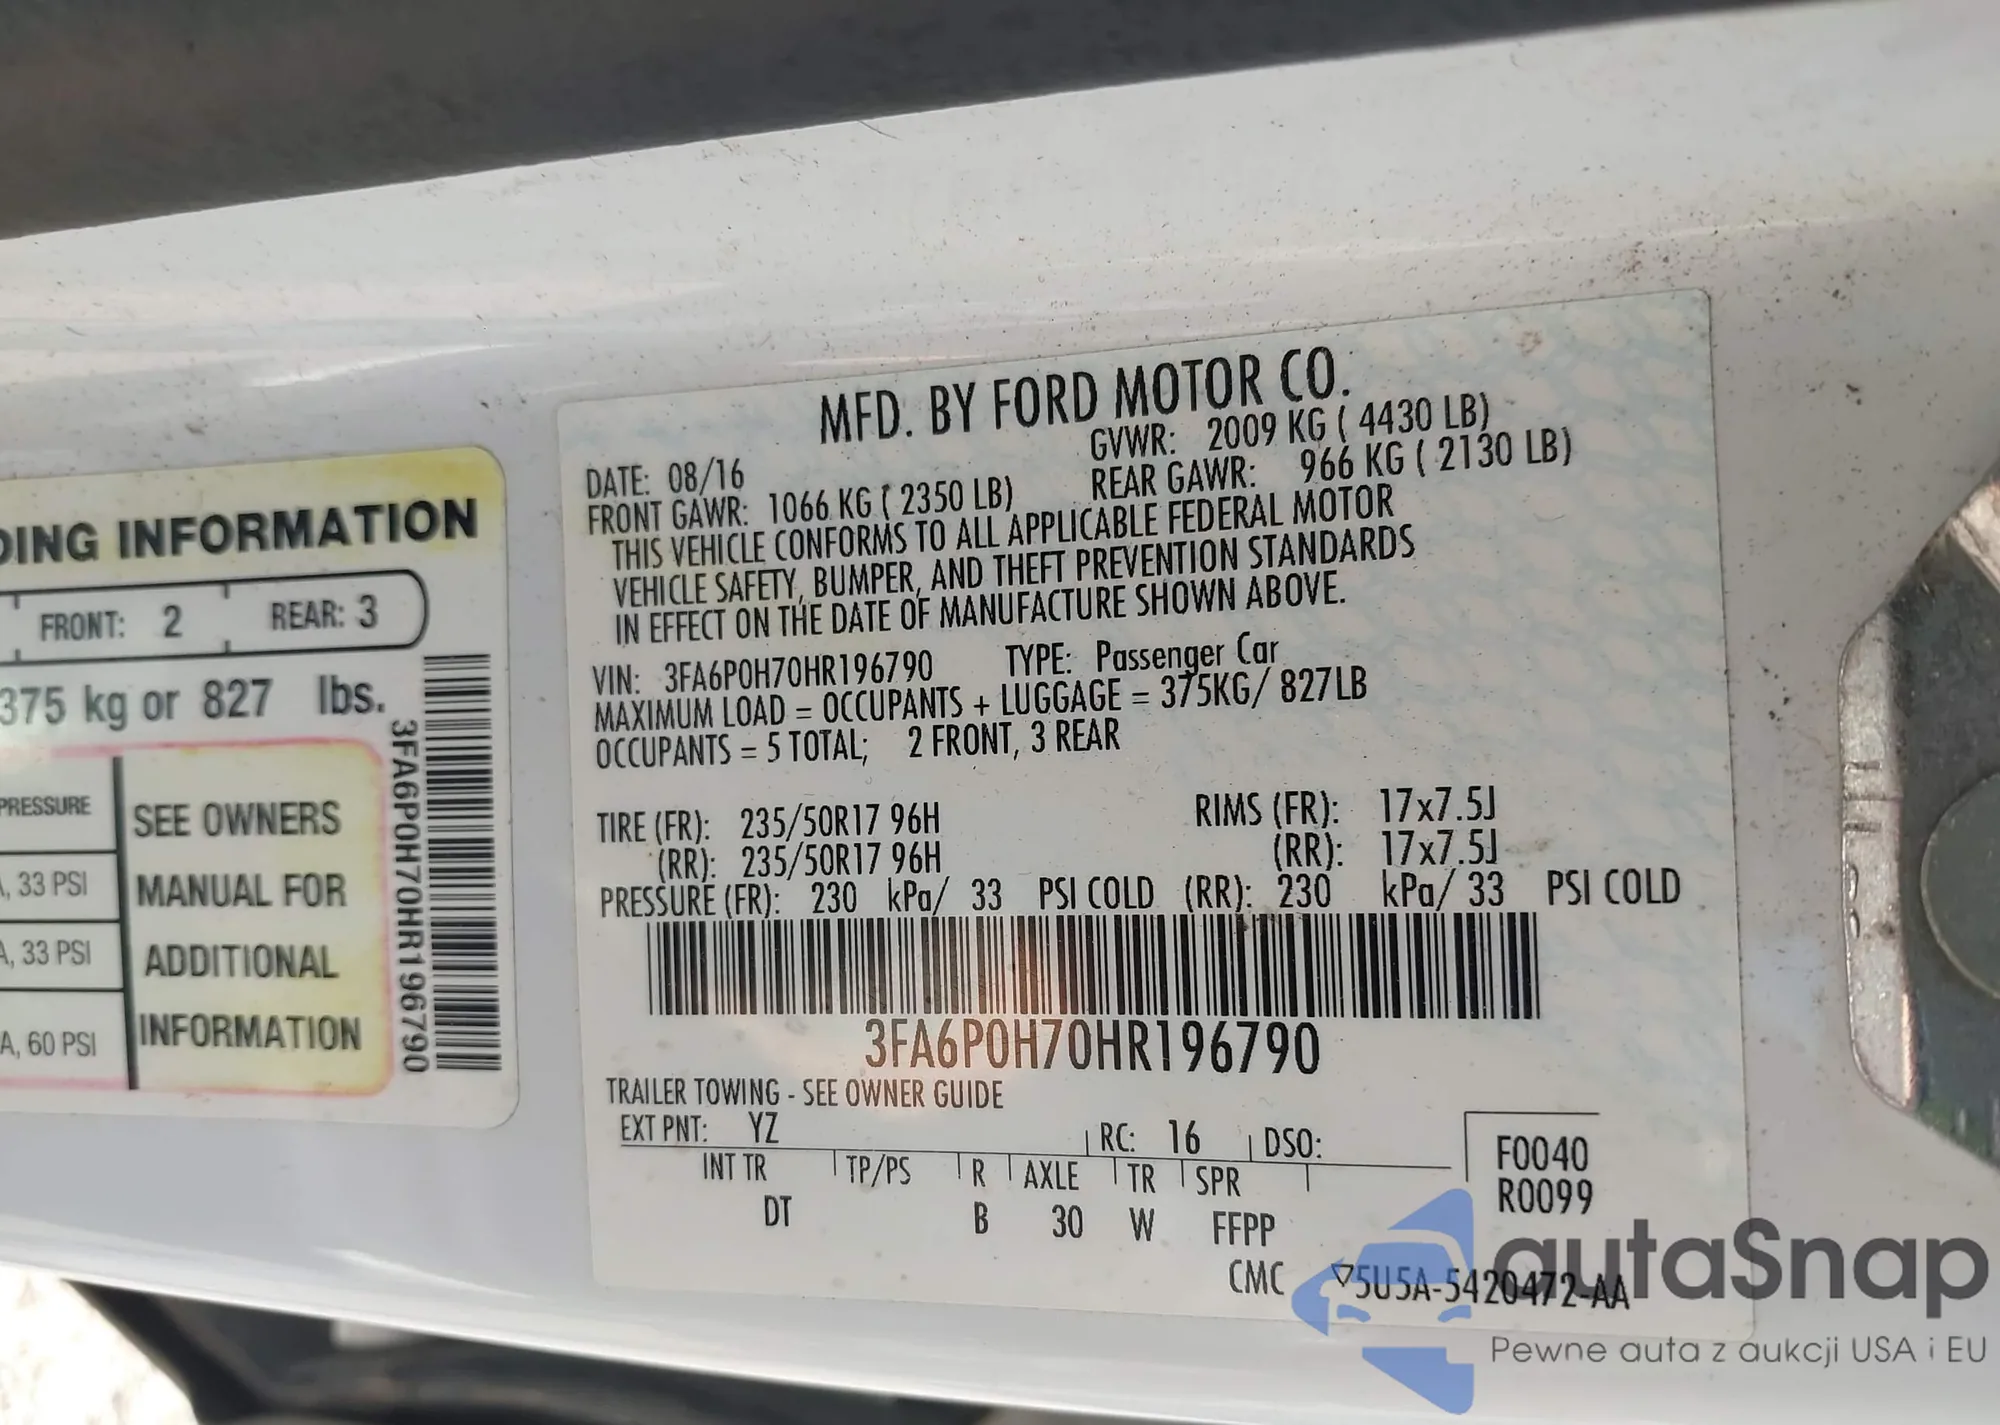 DING INFORMATION
FRONT: 2 REAR: 3
375 kg or 827 lbs.
PRESSURE
SEE OWNERS
MANUAL FOR
ADDITIONAL
INFORMATION
, 33 PSI
A, 33 PSI
A, 60 PSI
3FA6P0H70HR196790
MFD. BY FORD MOTOR CO.
DATE: 08/16 GVWR: 2009 KG ( 4430 LB)
FRONT GAWR: 1066 KG ( 2350 LB) REAR GAWR: 966 KG ( 2130 LB)
THIS VEHICLE CONFORMS TO ALL APPLICABLE FEDERAL MOTOR
VEHICLE SAFETY, BUMPER, AND THEFT PREVENTION STANDARDS
IN EFFECT ON THE DATE OF MANUFACTURE SHOWN ABOVE.
VIN: 3FA6P0H70HR196790 TYPE: Passenger Car
MAXIMUM LOAD = OCCUPANTS + LUGGAGE = 375KG/ 827LB
OCCUPANTS = 5 TOTAL; 2 FRONT, 3 REAR
TIRE (FR): 235/50R17 96H RIMS (FR): 17x7.5J
(RR): 235/50R17 96H (RR): 17x7.5J
PRESSURE (FR): 230 kPa/ 33 PSI COLD (RR): 230 kPa/ 33 PSI COLD
3FA6P0H70HR196790
TRAILER TOWING - SEE OWNER GUIDE
EXT PNT: YZ RC: 16 DSO:
INT TR TP/PS R AXLE TR SPR
DT B 30 W FFPP
F0040
R0099
CMC ▽5U5A-5420472-AA
autaSnap
Pewne auta z aukcji USA i EU